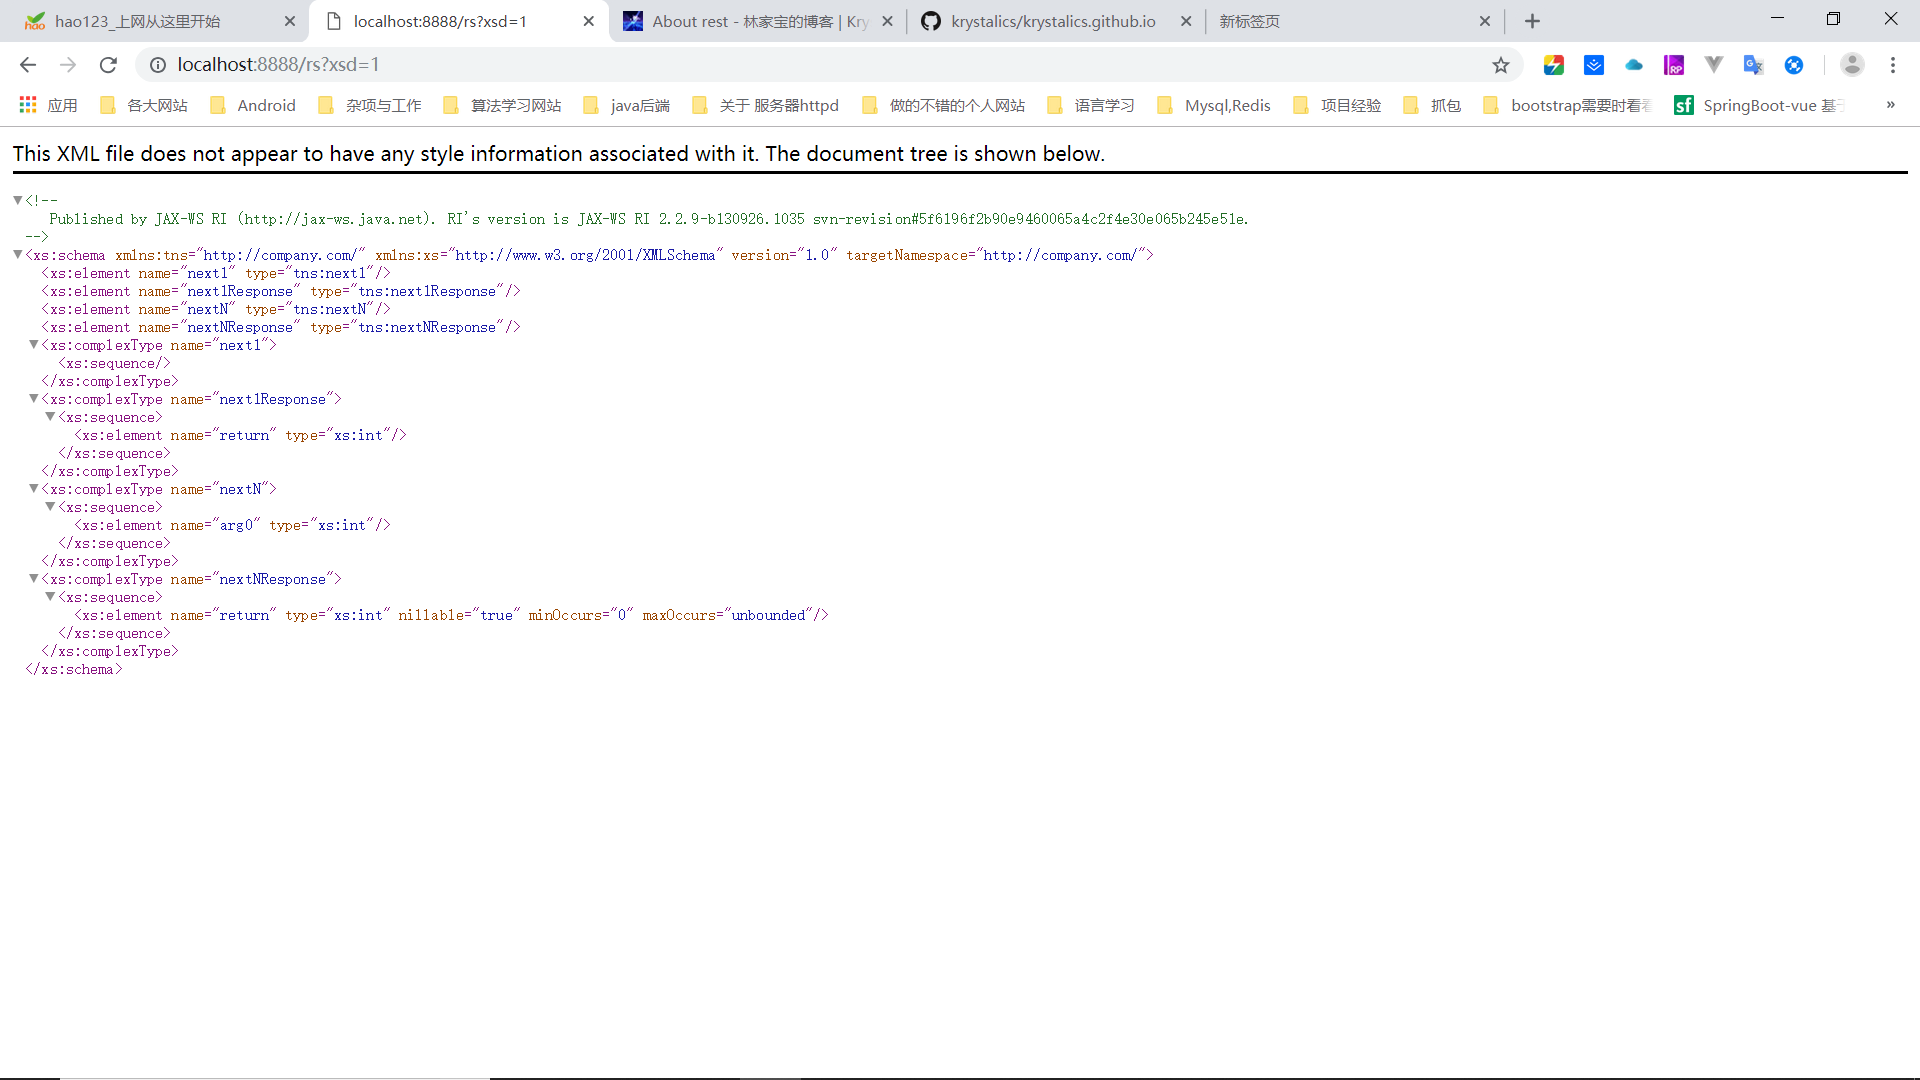 hao123_上网从这里开始
localhost:8888/rs?xsd=1
About rest - 林家宝的博客 | Kry
krystalics/krystalics.github.io
新标签页
localhost:8888/rs?xsd=1
应用 各大网站 Android 杂项与工作 算法学习网站 java后端 关于 服务器httpd 做的不错的个人网站 语言学习 Mysql,Redis 项目经验 抓包 bootstrap需要时看看 SpringBoot-vue 基于 »
This XML file does not appear to have any style information associated with it. The document tree is shown below.
▼<!--
Published by JAX-WS RI (http://jax-ws.java.net). RI's version is JAX-WS RI 2.2.9-b130926.1035 svn-revision#5f6196f2b90e9460065a4c2f4e30e065b245e51e.
-->
▼<xs:schema xmlns:tns="http://company.com/" xmlns:xs="http://www.w3.org/2001/XMLSchema" version="1.0" targetNamespace="http://company.com/">
<xs:element name="next1" type="tns:next1"/>
<xs:element name="next1Response" type="tns:next1Response"/>
<xs:element name="nextN" type="tns:nextN"/>
<xs:element name="nextNResponse" type="tns:nextNResponse"/>
▼<xs:complexType name="next1">
<xs:sequence/>
</xs:complexType>
▼<xs:complexType name="next1Response">
▼<xs:sequence>
<xs:element name="return" type="xs:int"/>
</xs:sequence>
</xs:complexType>
▼<xs:complexType name="nextN">
▼<xs:sequence>
<xs:element name="arg0" type="xs:int"/>
</xs:sequence>
</xs:complexType>
▼<xs:complexType name="nextNResponse">
▼<xs:sequence>
<xs:element name="return" type="xs:int" nillable="true" minOccurs="0" maxOccurs="unbounded"/>
</xs:sequence>
</xs:complexType>
</xs:schema>